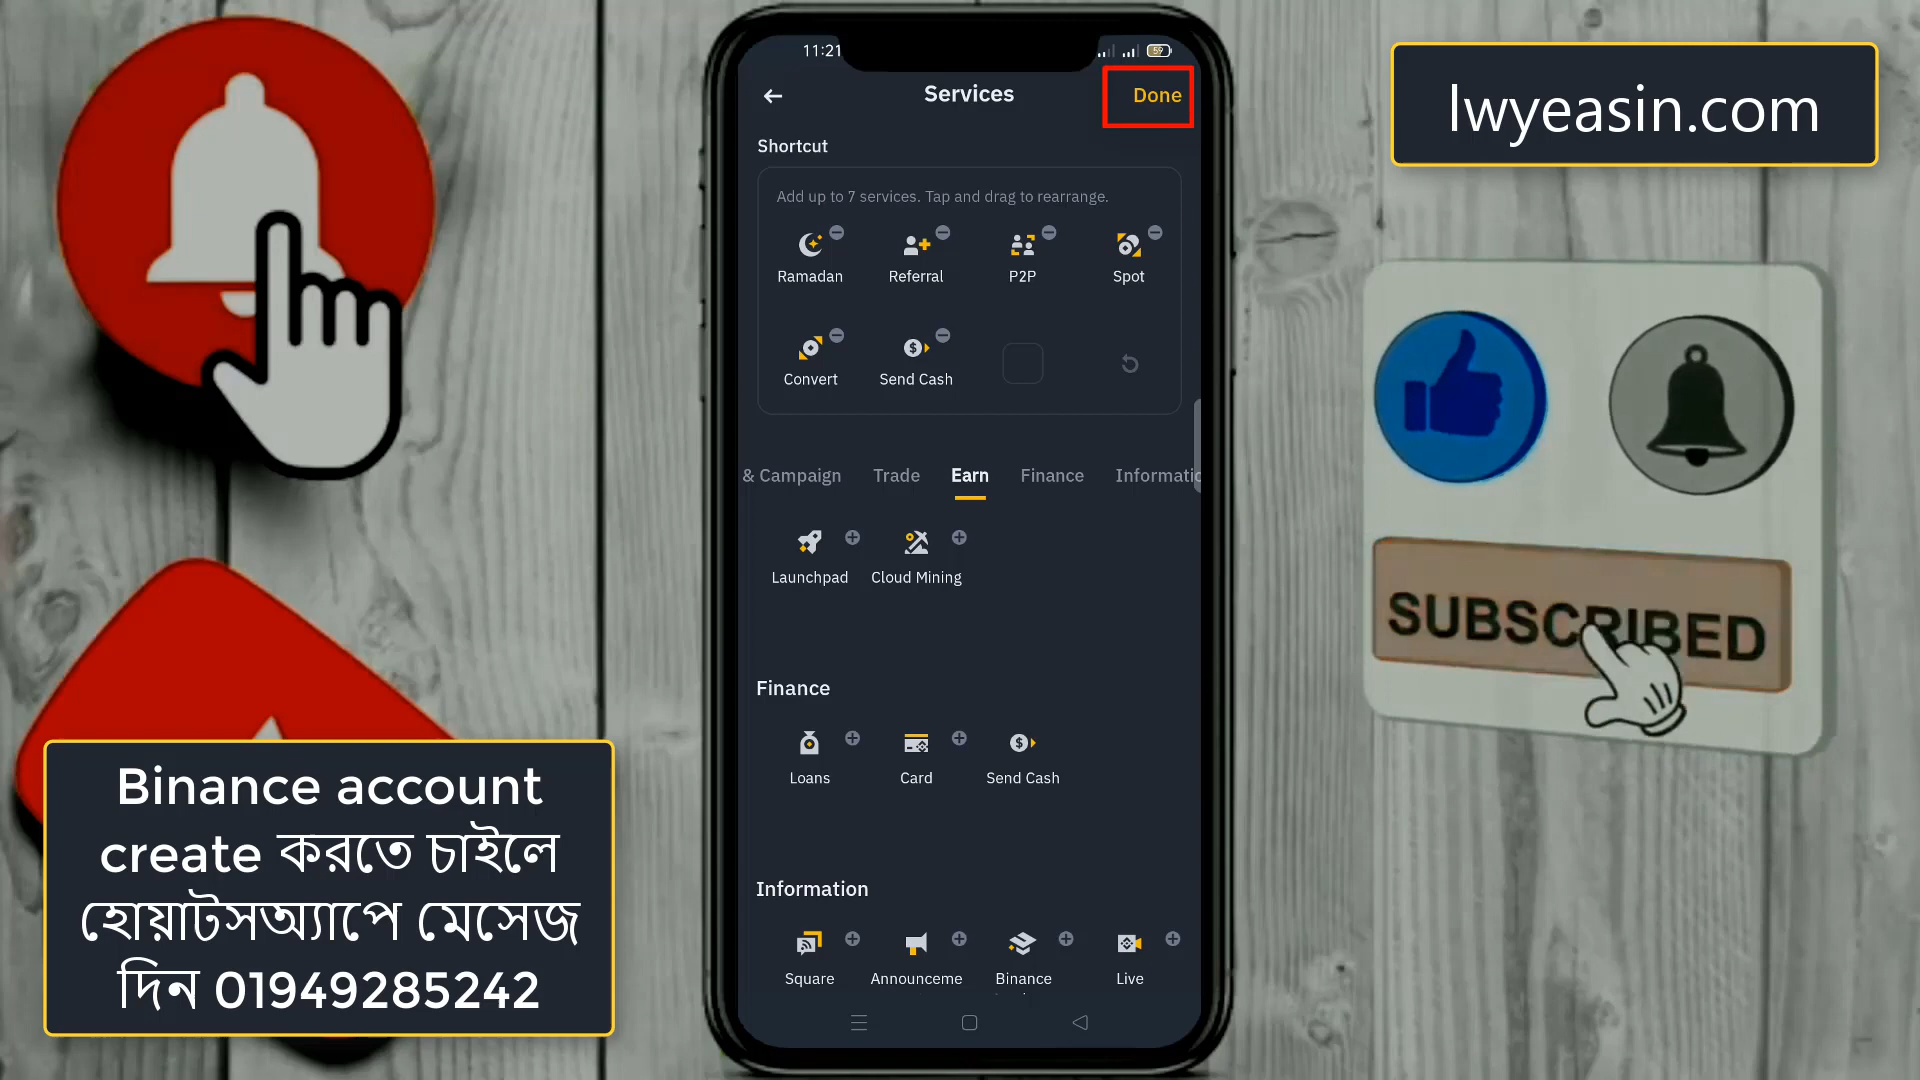 11:21
59
Services
Done
Shortcut
Add up to 7 services. Tap and drag to rearrange.
Ramadan
Referral
P2P
Spot
Convert
Send Cash
& Campaign
Trade
Earn
Finance
Informatic
Launchpad
Cloud Mining
Finance
Loans
Card
Send Cash
Information
Square
Announceme
Binance
Live
lwyeasin.com
SUBSCRIBED
Binance account
create করতে চাইলে
হোয়াটসঅ্যাপে মেসেজ
দিন 01949285242